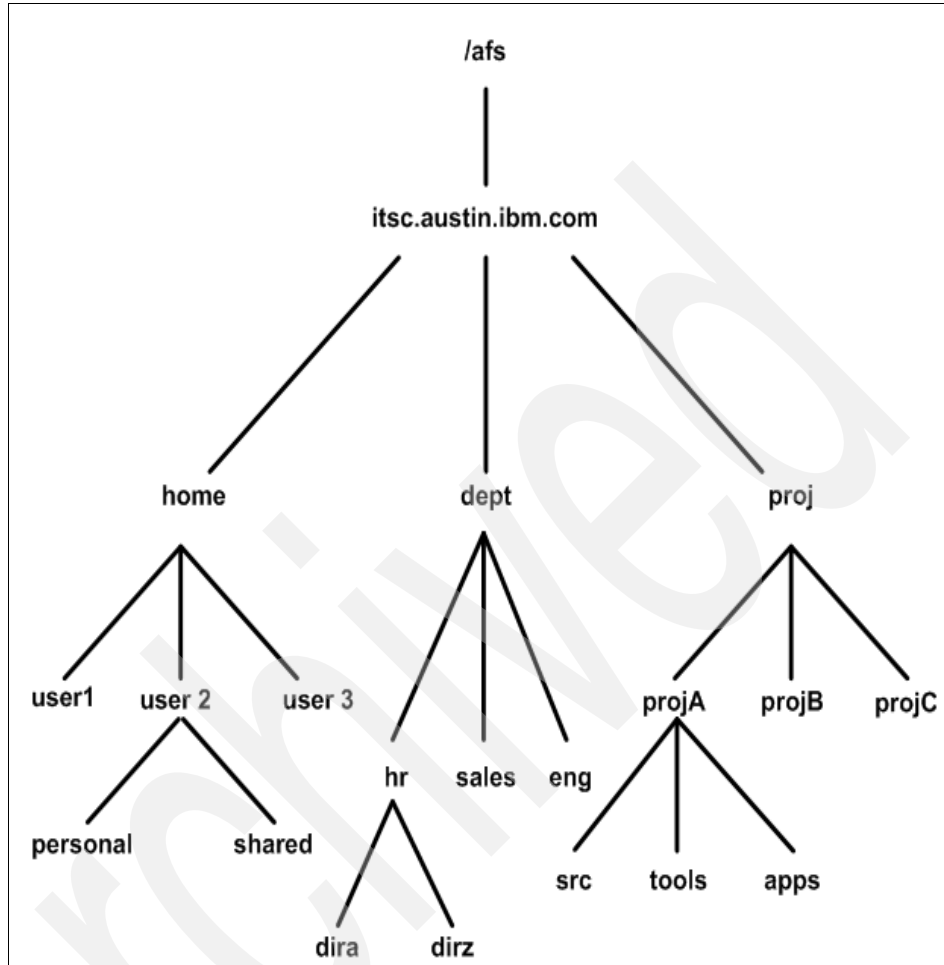 /afs
itsc.austin.ibm.com
home dept proj
user1 user 2 user 3 projA projB projC
hr sales eng
personal shared
src tools apps
dira dirz